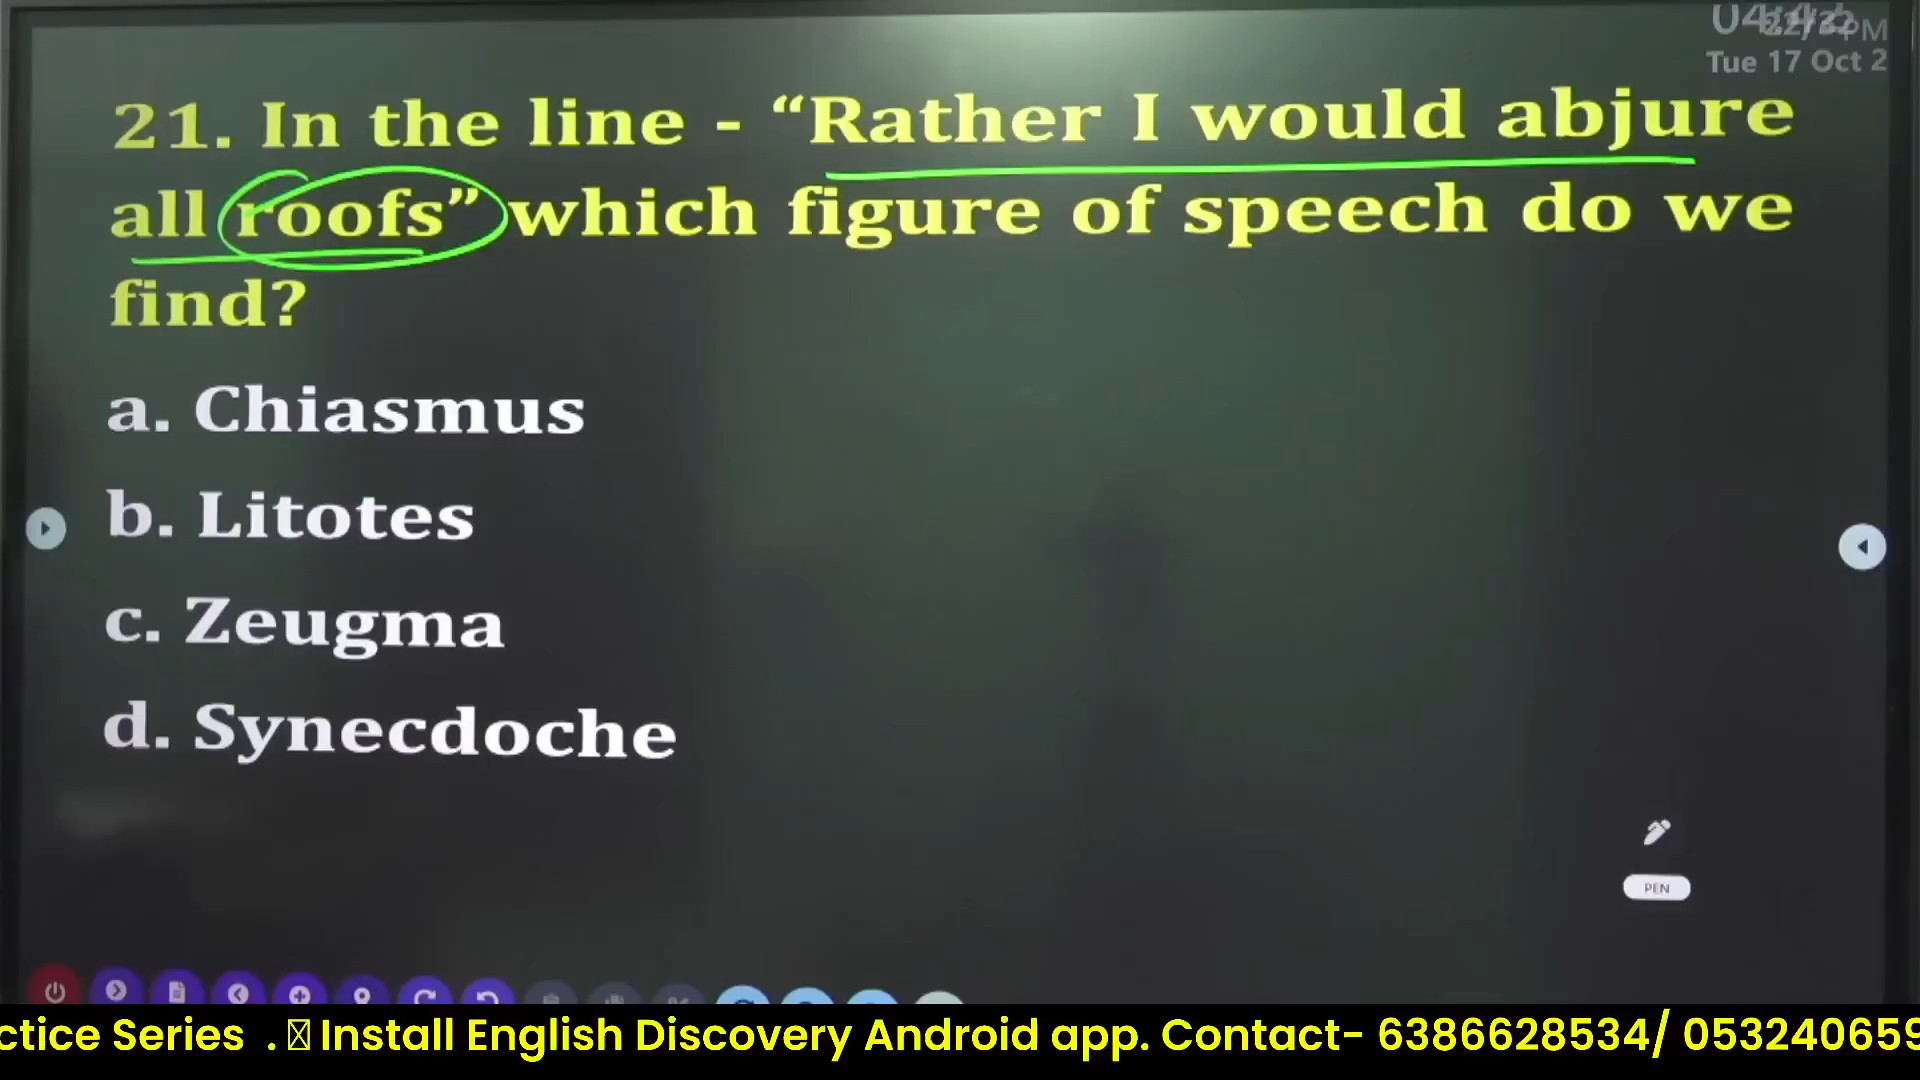 Tue 17 Oct 2
21. In the line - “Rather I would abjure
all roofs” which figure of speech do we
find?
a. Chiasmus
b. Litotes
c. Zeugma
d. Synecdoche
PEN
ctice Series . Install English Discovery Android app. Contact- 6386628534/ 053240659